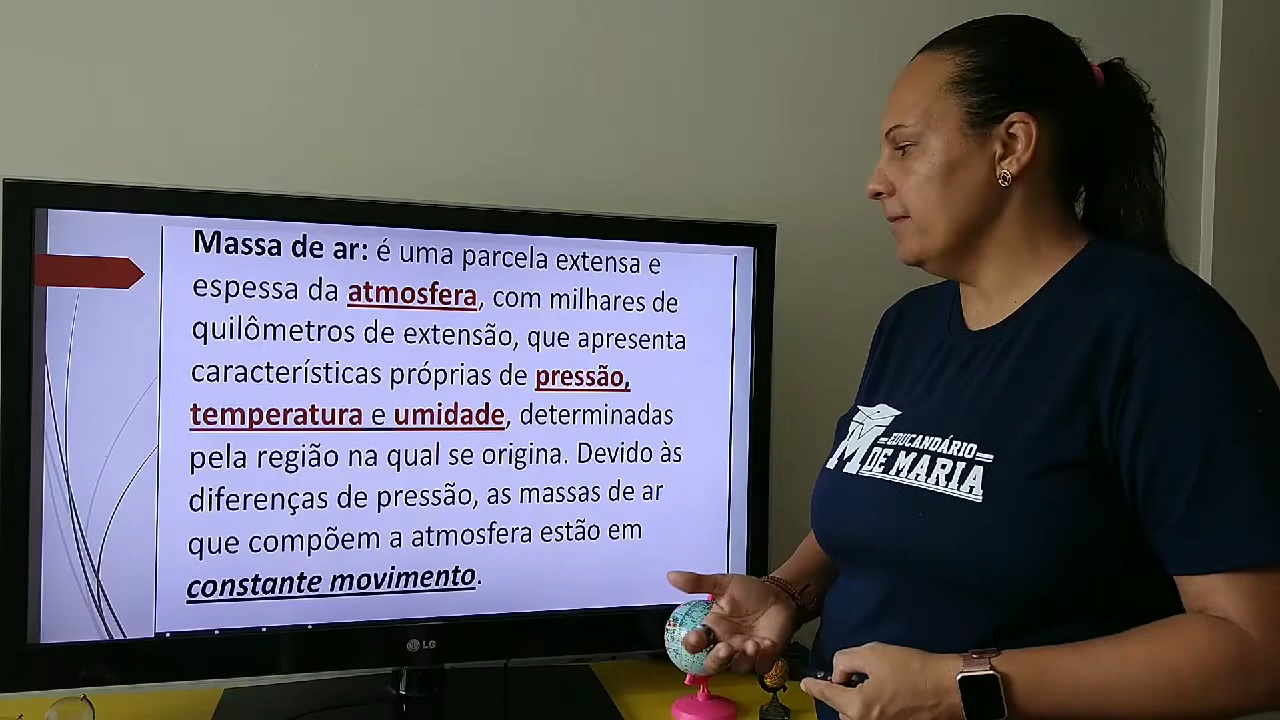 Massa de ar: é uma parcela extensa e
espessa da atmosfera, com milhares de
quilômetros de extensão, que apresenta
características próprias de pressão,
temperatura e umidade, determinadas
pela região na qual se origina. Devido às
diferenças de pressão, as massas de ar
que compõem a atmosfera estão em
constante movimento.
LG
EDUCANDÁRIO
M DE MARIA